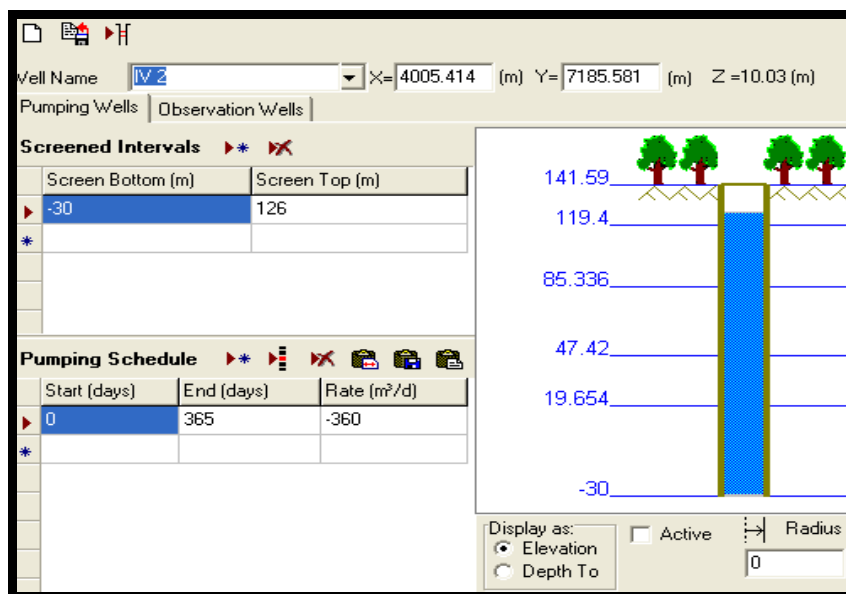 Well Name IV 2 X= 4005.414 (m) Y= 7185.581 (m) Z =10.03 (m)
Pumping Wells Observation Wells
Screened Intervals
Screen Bottom (m) Screen Top (m)
-30 126
Pumping Schedule
Start (days) End (days) Rate (m³/d)
0 365 -360
141.59
119.4
85.336
47.42
19.654
-30
Display as:
Elevation
Depth To
Active
Radius
0